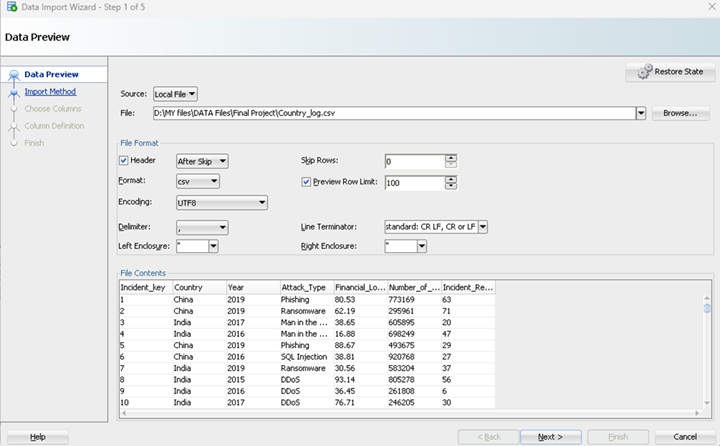 Data Import Wizard - Step 1 of 5
Data Preview
Data Preview
Import Method
Choose Columns
Column Definition
Finish
Restore State
Source: Local File
File: D:\MY files\DATA Files\Final Project\Country_log.csv Browse...
File Format
Header After Skip Skip Rows: 0
Format: csv Preview Row Limit: 100
Encoding: UTF8
Delimiter: , Line Terminator: standard: CR LF, CR or LF
Left Enclosure: " Right Enclosure: "
File Contents
Incident_key Country Year Attack_Type Financial_Lo... Number_of_... Incident_Re...
1 China 2019 Phishing 80.53 773169 63
2 China 2019 Ransomware 62.19 295961 71
3 India 2017 Man in the ... 38.65 605895 20
4 India 2016 Man in the ... 16.88 698249 47
5 China 2019 Phishing 88.67 493675 29
6 China 2016 SQL Injection 38.81 920768 27
7 India 2019 Ransomware 30.56 583204 37
8 India 2015 DDoS 93.14 805278 56
9 India 2016 DDoS 36.45 261808 6
10 India 2017 DDoS 76.71 246205 30
Help < Back Next > Finish Cancel